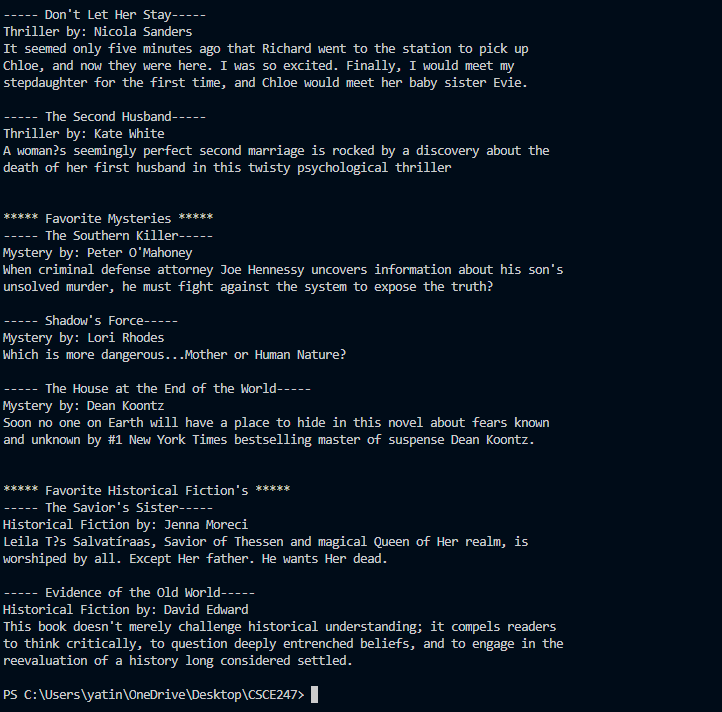 ----- Don't Let Her Stay-----
Thriller by: Nicola Sanders
It seemed only five minutes ago that Richard went to the station to pick up
Chloe, and now they were here. I was so excited. Finally, I would meet my
stepdaughter for the first time, and Chloe would meet her baby sister Evie.

----- The Second Husband-----
Thriller by: Kate White
A woman?s seemingly perfect second marriage is rocked by a discovery about the
death of her first husband in this twisty psychological thriller


***** Favorite Mysteries *****
----- The Southern Killer-----
Mystery by: Peter O'Mahoney
When criminal defense attorney Joe Hennessy uncovers information about his son's
unsolved murder, he must fight against the system to expose the truth?

----- Shadow's Force-----
Mystery by: Lori Rhodes
Which is more dangerous...Mother or Human Nature?

----- The House at the End of the World-----
Mystery by: Dean Koontz
Soon no one on Earth will have a place to hide in this novel about fears known
and unknown by #1 New York Times bestselling master of suspense Dean Koontz.


***** Favorite Historical Fiction's *****
----- The Savior's Sister-----
Historical Fiction by: Jenna Moreci
Leila T?s Salvatíraas, Savior of Thessen and magical Queen of Her realm, is
worshiped by all. Except Her father. He wants Her dead.

----- Evidence of the Old World-----
Historical Fiction by: David Edward
This book doesn't merely challenge historical understanding; it compels readers
to think critically, to question deeply entrenched beliefs, and to engage in the
reevaluation of a history long considered settled.

PS C:\Users\yatin\OneDrive\Desktop\CSCE247>